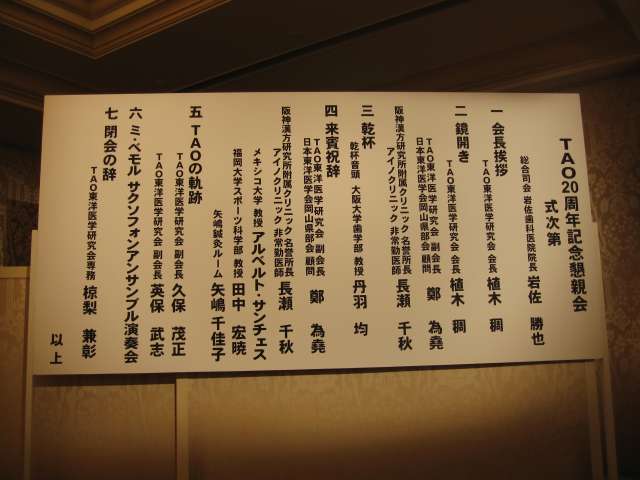 TAO20周年記念懇親会
式次第
総合司会 岩佐歯科医院院長 岩佐 勝也
一 会長挨拶
TAO東洋医学研究会 会長 植木 稠
二 鏡開き
TAO東洋医学研究会 会長 植木 稠
TAO東洋医学研究会 副会長
日本東洋医学会岡山県部会 顧問 鄭 為堯
阪神漢方研究所附属クリニック 名誉所長
アイノクリニック 非常勤医師 長瀬 千秋
三 乾杯
乾杯音頭 大阪大学歯学部 教授 丹羽 均
四 来賓祝辞
TAO東洋医学研究会 副会長
日本東洋医学会岡山県部会 顧問 鄭 為堯
阪神漢方研究所附属クリニック 名誉所長
アイノクリニック 非常勤医師 長瀬 千秋
メキシコ大学 教授 アルベルト・サンチェス
福岡大学スポーツ科学部 教授 田中 宏暁
矢嶋鍼灸ルーム 矢嶋 千佳子
五 TAOの軌跡
TAO東洋医学研究会 副会長 久保 茂正
TAO東洋医学研究会 副会長 英保 武志
六 ミ・ベモル サクソフォンアンサンブル演奏会
七 閉会の辞
TAO東洋医学研究会専務 椋梨 兼彰
以上